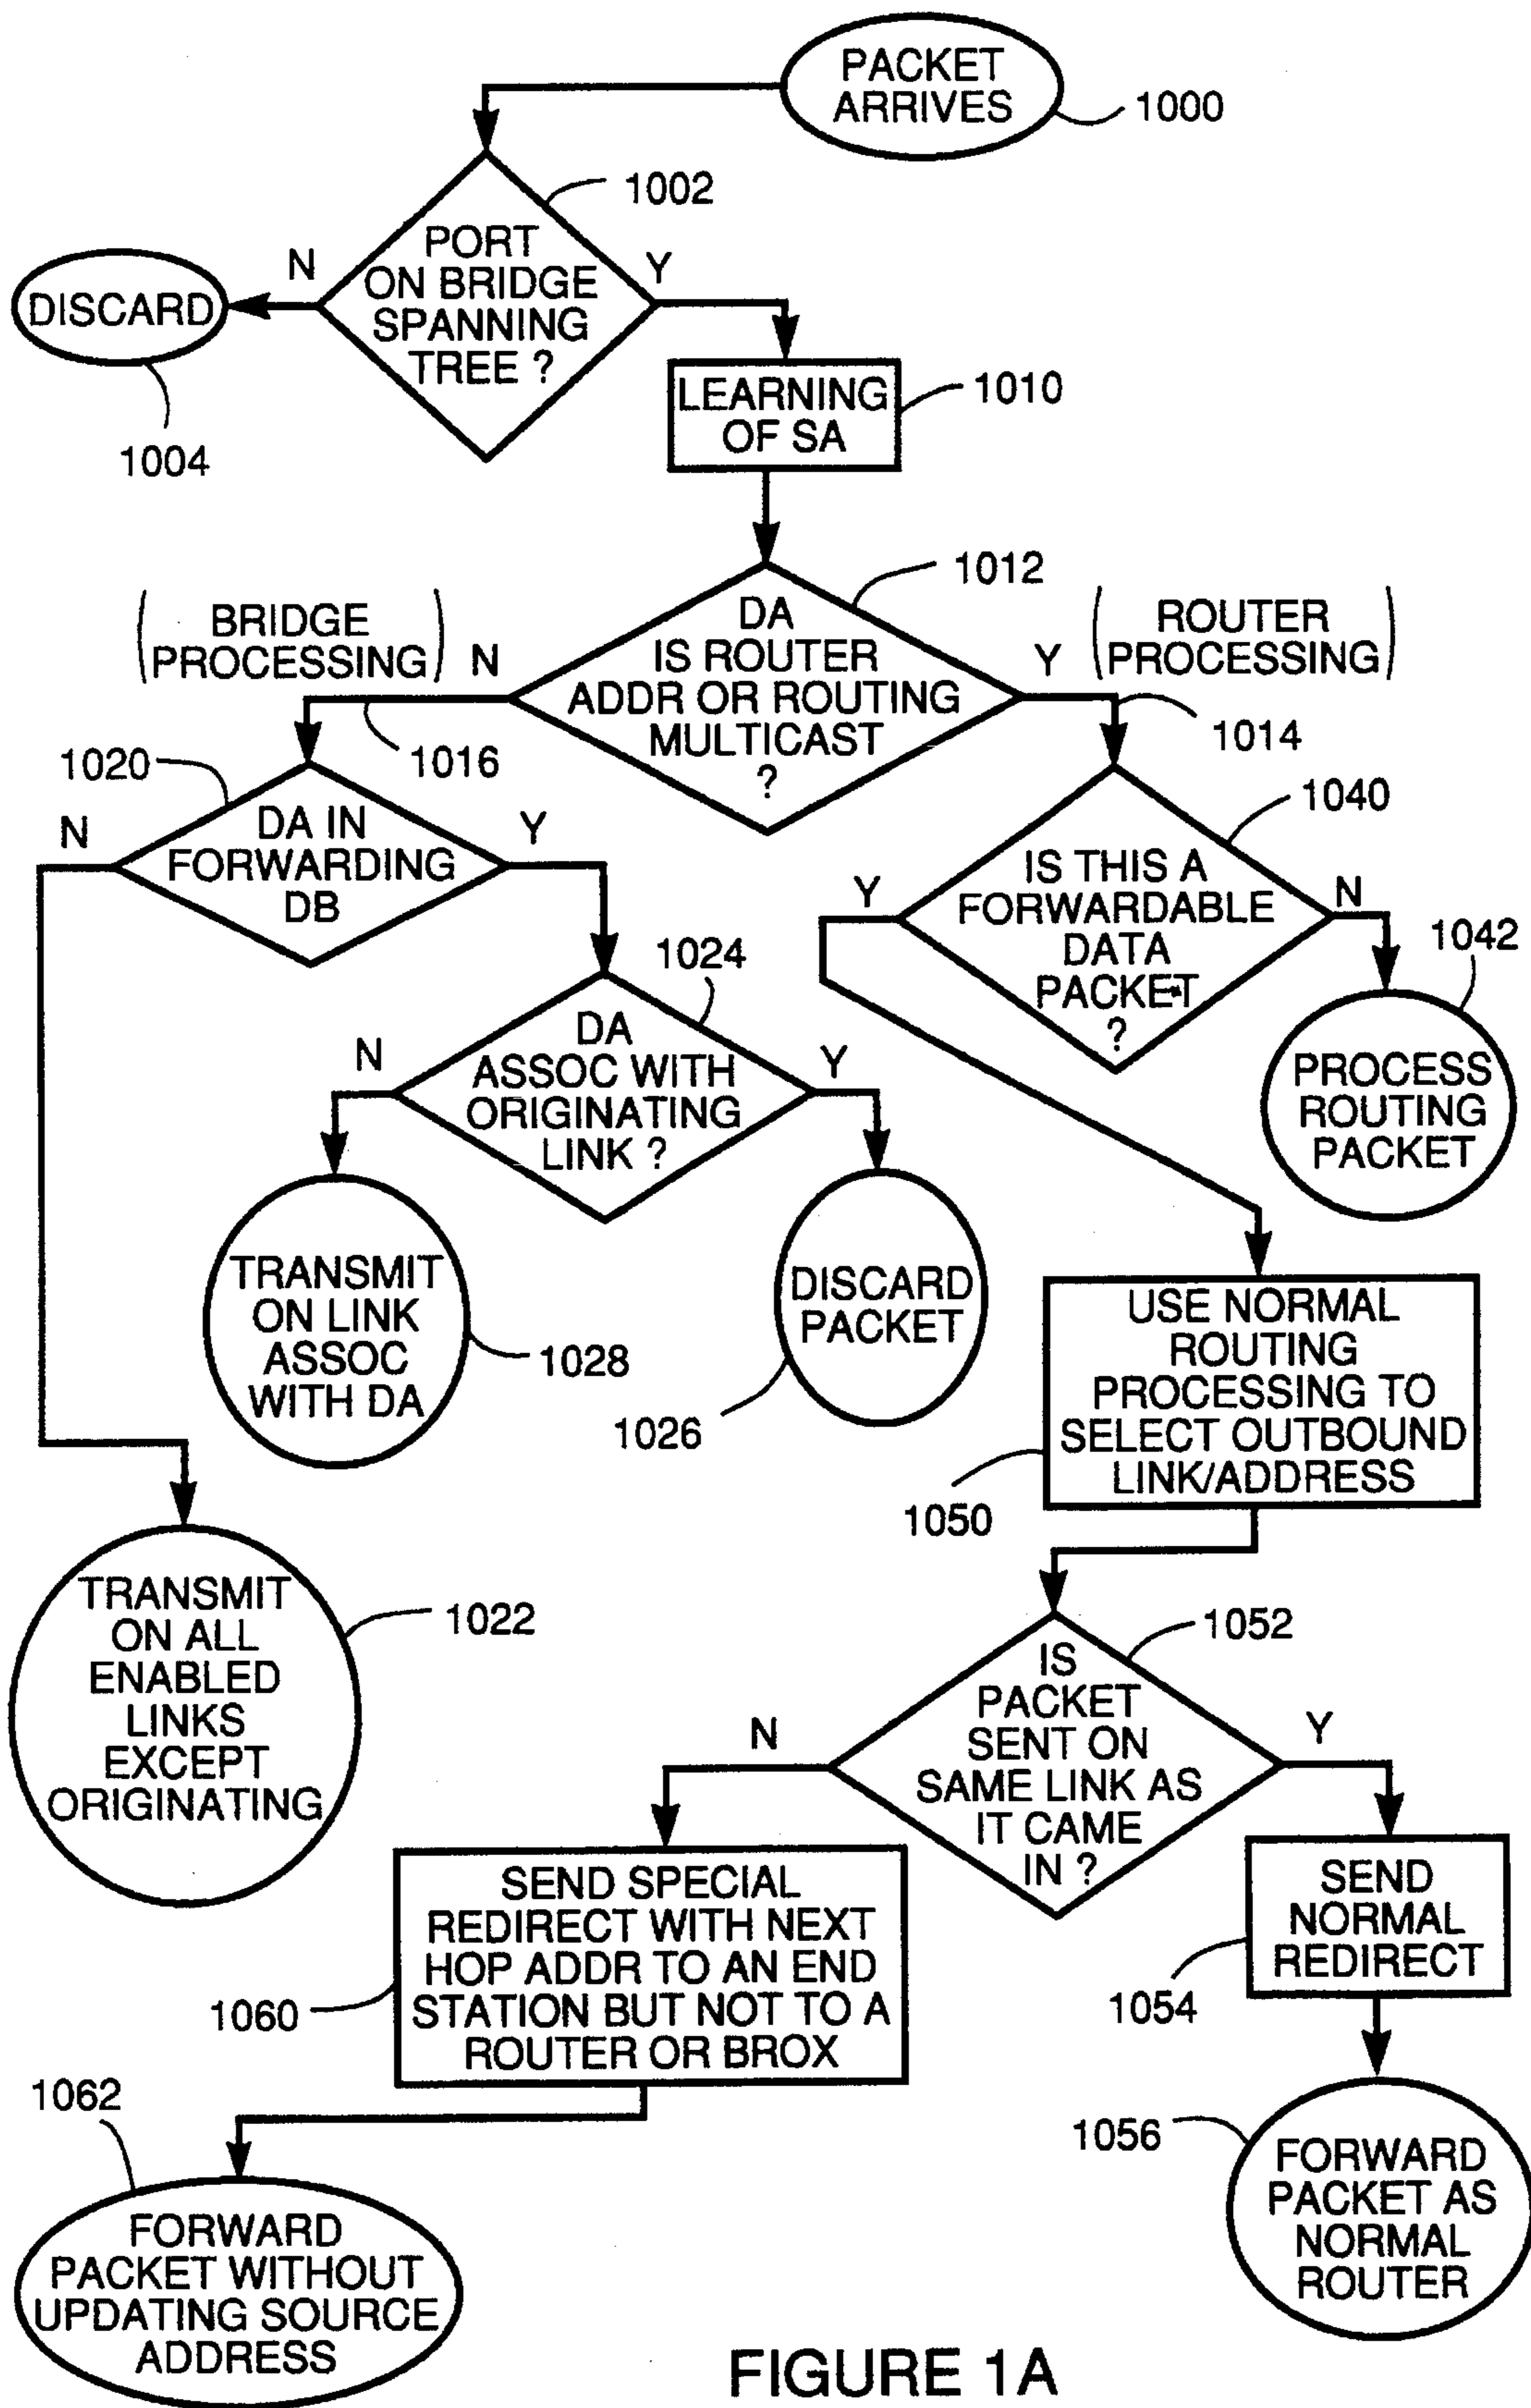 PACKET
ARRIVES
1000
1002
PORT
ON BRIDGE
SPANNING
TREE ?
N
Y
DISCARD
1004
LEARNING
OF SA
1010
1012
DA
IS ROUTER
ADDR OR ROUTING
MULTICAST
?
(BRIDGE
PROCESSING)
N
Y
(ROUTER
PROCESSING)
1016
1014
1020
DA IN
FORWARDING
DB
N
Y
1040
IS THIS A
FORWARDABLE
DATA
PACKET
?
Y
N
1042
PROCESS
ROUTING
PACKET
1024
DA
ASSOC WITH
ORIGINATING
LINK ?
N
Y
TRANSMIT
ON LINK
ASSOC
WITH DA
1028
DISCARD
PACKET
1026
USE NORMAL
ROUTING
PROCESSING TO
SELECT OUTBOUND
LINK/ADDRESS
1050
TRANSMIT
ON ALL
ENABLED
LINKS
EXCEPT
ORIGINATING
1022
1052
IS
PACKET
SENT ON
SAME LINK AS
IT CAME
IN ?
N
Y
SEND SPECIAL
REDIRECT WITH NEXT
HOP ADDR TO AN END
STATION BUT NOT TO A
ROUTER OR BROX
1060
SEND
NORMAL
REDIRECT
1054
1062
FORWARD
PACKET WITHOUT
UPDATING SOURCE
ADDRESS
1056
FORWARD
PACKET AS
NORMAL
ROUTER
FIGURE 1A